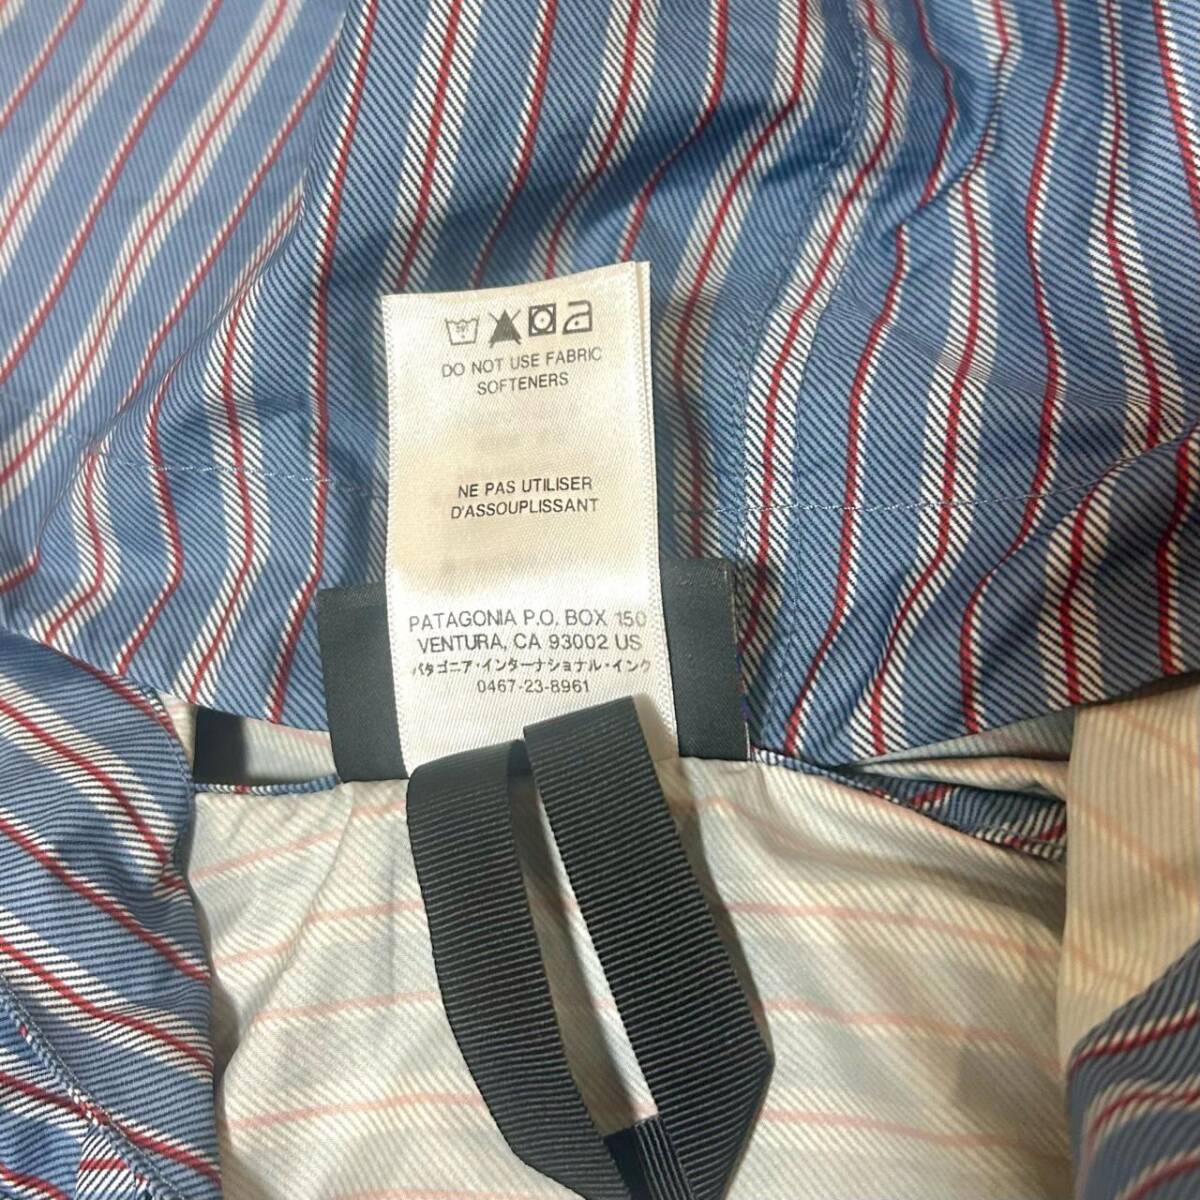 DO NOT USE FABRIC
SOFTENERS
NE PAS UTILISER
D'ASSOUPLISSANT
PATAGONIA P.O. BOX 150
VENTURA, CA 93002 US
パタゴニア・インターナショナル・インク
0467-23-8961